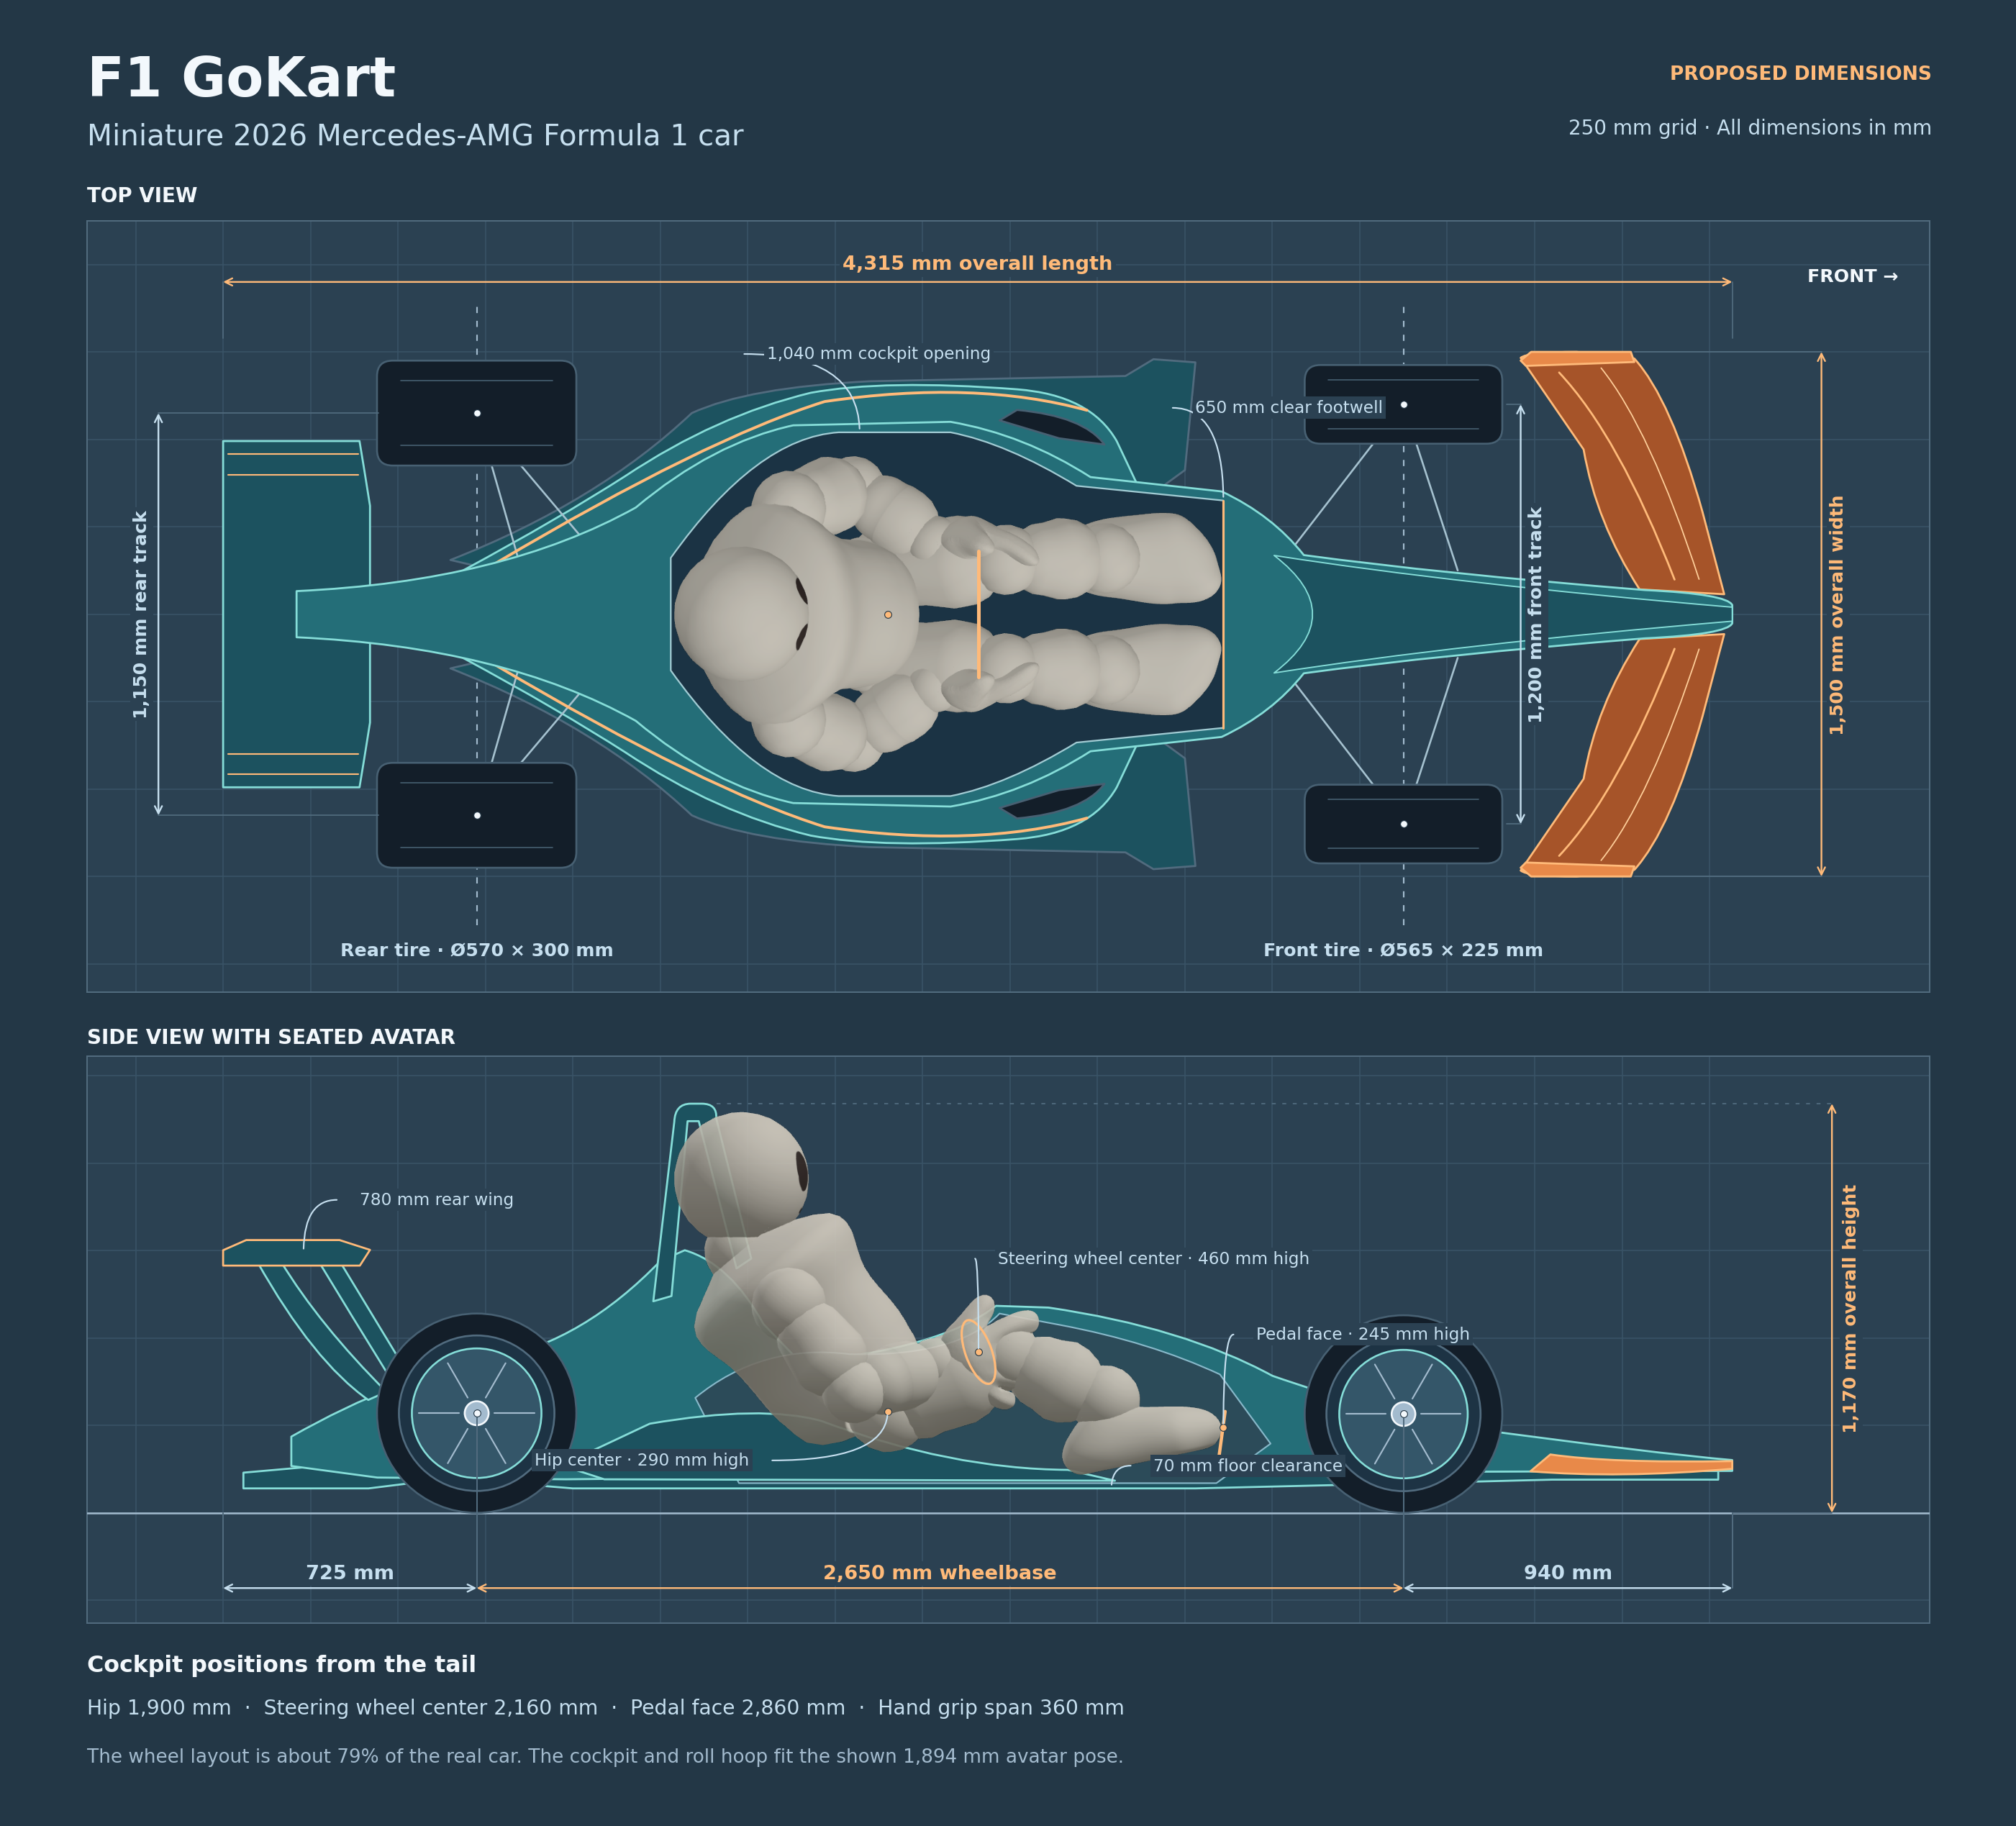 F1 GoKart
PROPOSED DIMENSIONS
Miniature 2026 Mercedes-AMG Formula 1 car
250 mm grid · All dimensions in mm
TOP VIEW
4,315 mm overall length
FRONT →
1,040 mm cockpit opening
650 mm clear footwell
1,150 mm rear track
1,200 mm front track
1,500 mm overall width
Rear tire · Ø570 × 300 mm
Front tire · Ø565 × 225 mm
SIDE VIEW WITH SEATED AVATAR
780 mm rear wing
Steering wheel center · 460 mm high
Pedal face · 245 mm high
1,170 mm overall height
Hip center · 290 mm high
70 mm floor clearance
725 mm
2,650 mm wheelbase
940 mm
Cockpit positions from the tail
Hip 1,900 mm · Steering wheel center 2,160 mm · Pedal face 2,860 mm · Hand grip span 360 mm
The wheel layout is about 79% of the real car. The cockpit and roll hoop fit the shown 1,894 mm avatar pose.